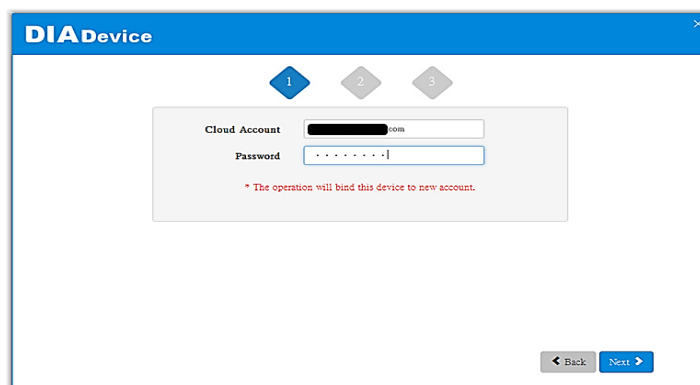 DIADevice
1 2 3
Cloud Account com
Password
* The operation will bind this device to new account.
Back Next